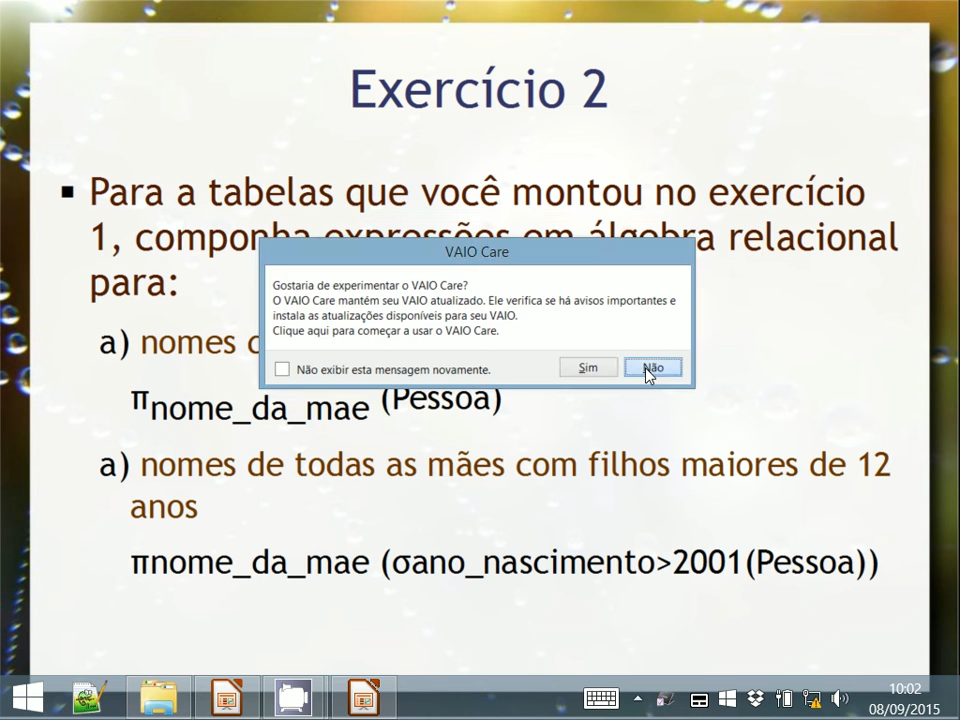 Exercício 2
▪ Para a tabelas que você montou no exercício
1, componha expressões em álgebra relacional
para:
VAIO Care
Gostaria de experimentar o VAIO Care?
O VAIO Care mantém seu VAIO atualizado. Ele verifica se há avisos importantes e
instala as atualizações disponíveis para seu VAIO.
Clique aqui para começar a usar o VAIO Care.
Não exibir esta mensagem novamente.
Sim
Não
a) nomes
πnome_da_mae (Pessoa)
a) nomes de todas as mães com filhos maiores de 12
anos
πnome_da_mae (σano_nascimento>2001(Pessoa))
10:02
08/09/2015